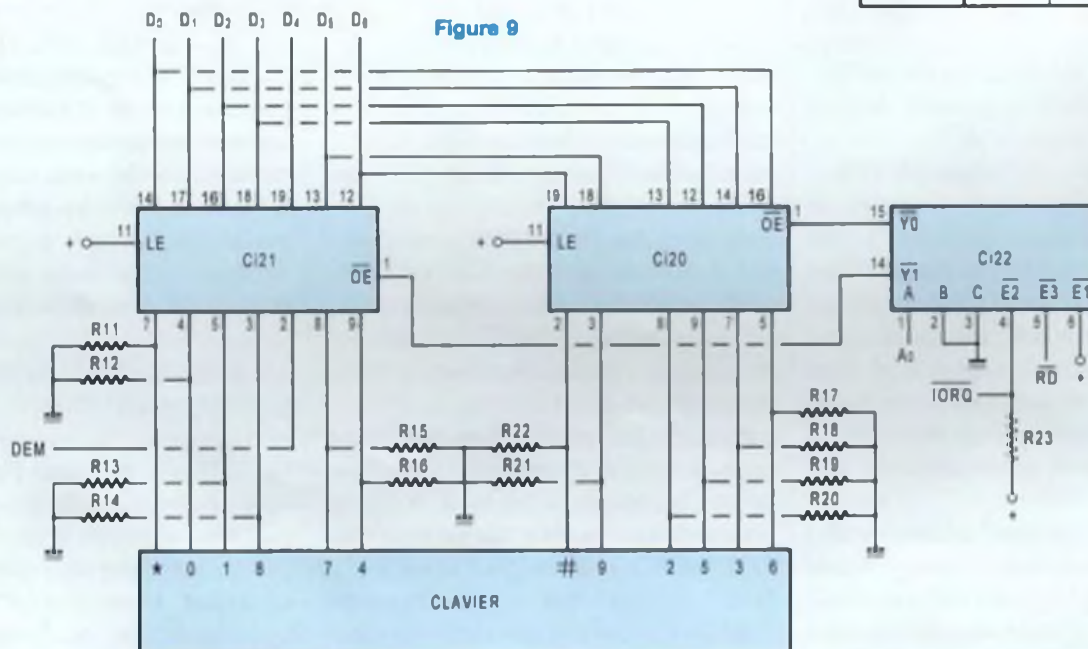 D₀ D₁ D₂ D₃ D₄ D₅ D₆
Figure 9
14 17 16 18 19 13 12
19 18 13 12 14 16
+ 11 LE
Ci21
OE 1
+ 11 LE
Ci20
OE 1
15 Y0
14 Y1
Ci22
A B C E2 E3 E1
1 2 3 4 5 6
7 4 5 3 2 8 9
2 3 8 9 7 5
A₀
RD
+
IORQ
R11
R12
DEM
R13
R14
R15 R22
R16 R21
R17
R18
R19
R20
R23
+
* 0 1 8 7 4 # 9 2 5 3 6
CLAVIER